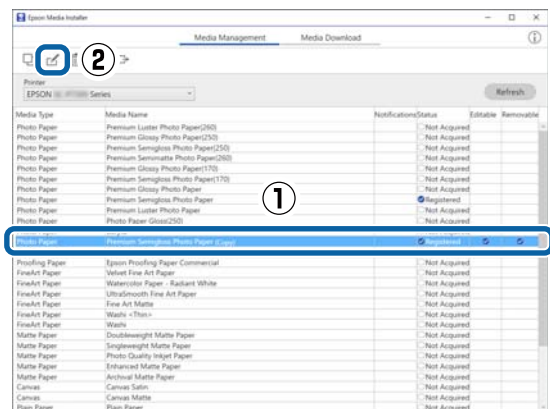 Epson Media Installer
Media Management Media Download
②
Printer
EPSON Series
Refresh
Media Type Media Name Notifications Status Editable Removable
Photo Paper Premium Luster Photo Paper(260) Not Acquired
Photo Paper Premium Glossy Photo Paper(250) Not Acquired
Photo Paper Premium Semigloss Photo Paper(250) Not Acquired
Photo Paper Premium Semimatte Photo Paper(260) Not Acquired
Photo Paper Premium Glossy Photo Paper(170) Not Acquired
Photo Paper Premium Semigloss Photo Paper(170) Not Acquired
Photo Paper Premium Glossy Photo Paper Not Acquired
Photo Paper Premium Semigloss Photo Paper Registered
Photo Paper Premium Luster Photo Paper Not Acquired
Photo Paper Photo Paper Gloss(250) Not Acquired
①
Photo Paper Premium Semigloss Photo Paper (Copy) Registered
Proofing Paper Epson Proofing Paper Commercial Not Acquired
FineArt Paper Velvet Fine Art Paper Not Acquired
FineArt Paper Watercolor Paper - Radiant White Not Acquired
FineArt Paper UltraSmooth Fine Art Paper Not Acquired
FineArt Paper Fine Art Matte Not Acquired
FineArt Paper Washi <Thin> Not Acquired
FineArt Paper Washi Not Acquired
Matte Paper Doubleweight Matte Paper Not Acquired
Matte Paper Singleweight Matte Paper Not Acquired
Matte Paper Photo Quality Inkjet Paper Not Acquired
Matte Paper Enhanced Matte Paper Not Acquired
Matte Paper Archival Matte Paper Not Acquired
Canvas Canvas Satin Not Acquired
Canvas Canvas Matte Not Acquired
Plain Paper Plain Paper Not Acquired